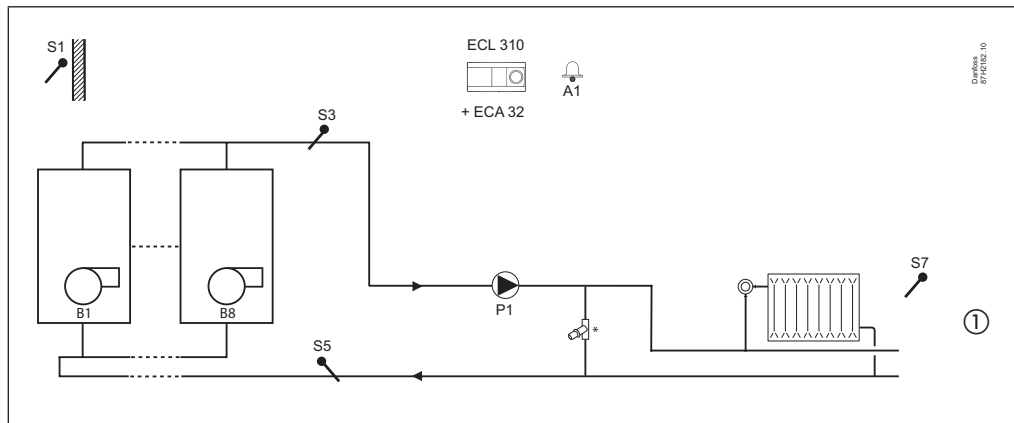 S1
ECL 310
A1
+ ECA 32
Danfoss
87H2182.10
S3
B1
B8
P1
*
S7
S5
1